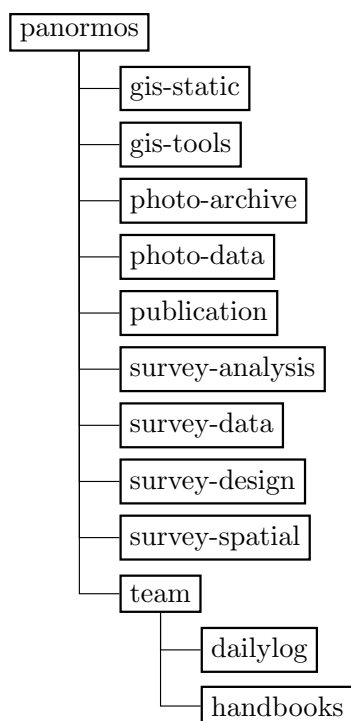 panormos
gis-static
gis-tools
photo-archive
photo-data
publication
survey-analysis
survey-data
survey-design
survey-spatial
team
dailylog
handbooks